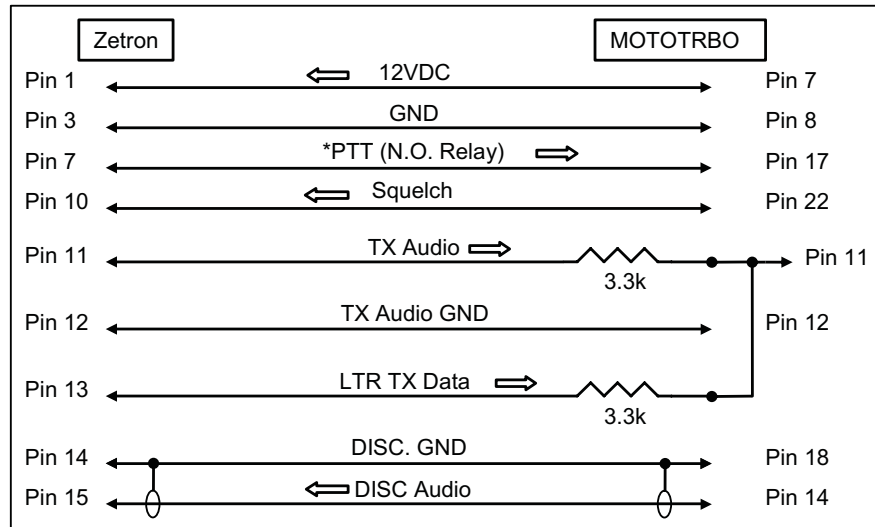 Zetron MOTOTRBO
Pin 1 12VDC Pin 7
Pin 3 GND Pin 8
Pin 7 *PTT (N.O. Relay) Pin 17
Pin 10 Squelch Pin 22
Pin 11 TX Audio Pin 11
3.3k
Pin 12 TX Audio GND Pin 12
Pin 13 LTR TX Data
3.3k
Pin 14 DISC. GND Pin 18
Pin 15 DISC Audio Pin 14